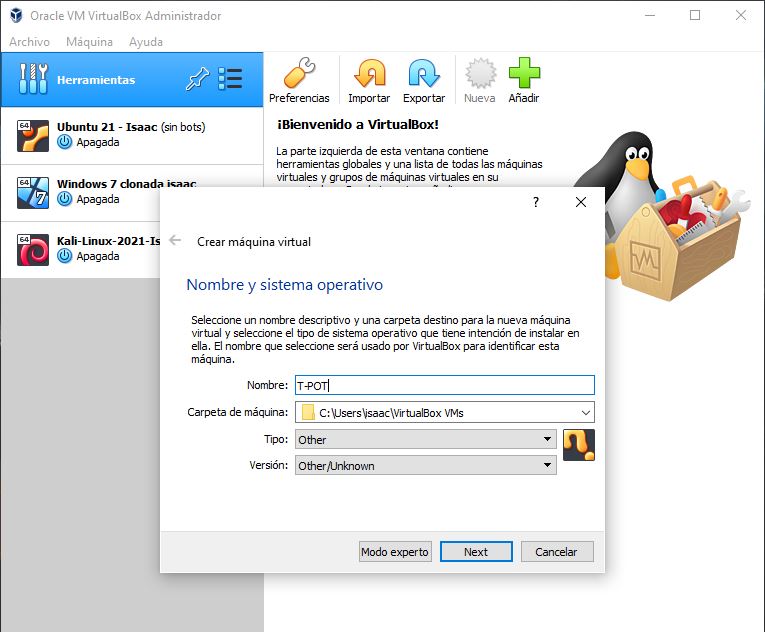 Oracle VM VirtualBox Administrador
Archivo Máquina Ayuda
Herramientas
Preferencias Importar Exportar Nueva Añadir
64
Ubuntu 21 - Isaac (sin bots)
Apagada
64
7
Windows 7 clonada isaac
Apagada
64
Kali-Linux-2021-Is
Apagada
¡Bienvenido a VirtualBox!
La parte izquierda de esta ventana contiene
herramientas globales y una lista de todas las máquinas
virtuales y grupos de máquinas virtuales en su
?
Crear máquina virtual
Nombre y sistema operativo
Seleccione un nombre descriptivo y una carpeta destino para la nueva máquina
virtual y seleccione el tipo de sistema operativo que tiene intención de instalar en
ella. El nombre que seleccione será usado por VirtualBox para identificar esta
máquina.
Nombre: T-POT
Carpeta de máquina: C:\Users\isaac\VirtualBox VMs
Tipo: Other
Versión: Other/Unknown
Modo experto Next Cancelar